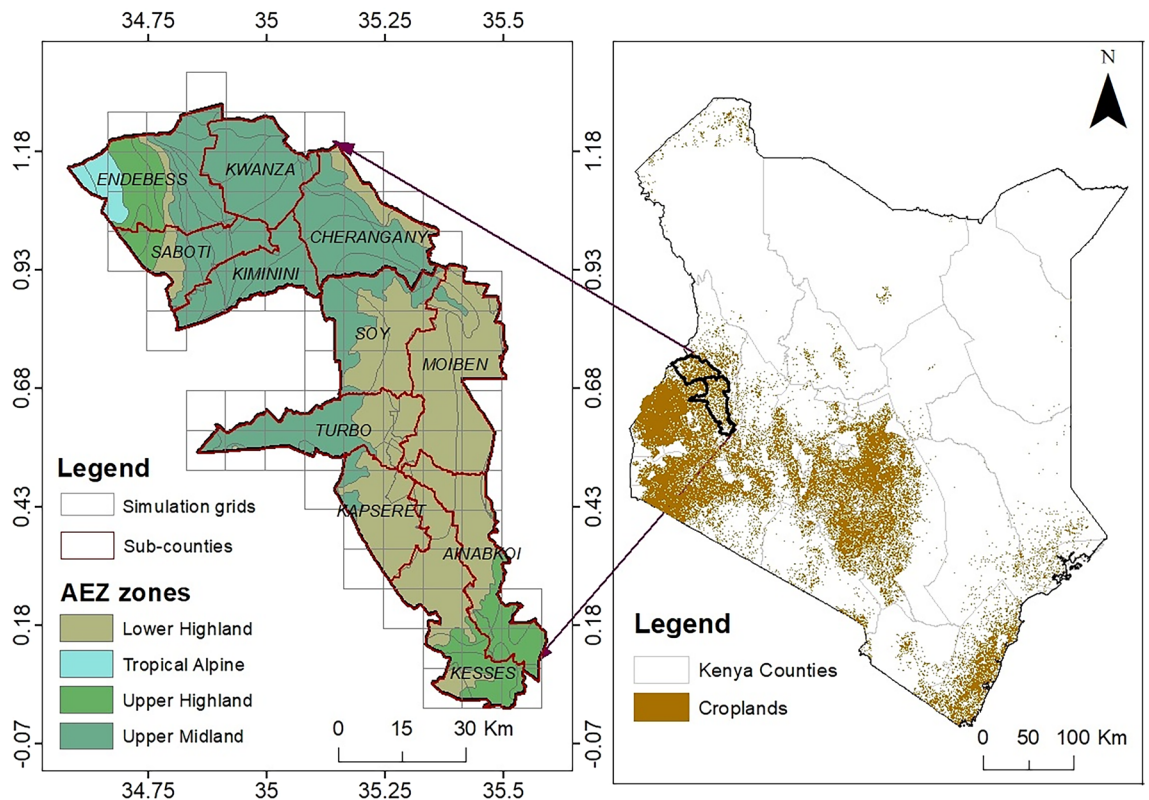 34.75 35 35.25 35.5
1.18 0.93 0.68 0.43 0.18 -0.07
ENDEBESS
KWANZA
SABOTI
CHERANGANY
KIMININI
SOY
MOIBEN
TURBO
KAPSERET
AINABKOI
KESSES
Legend
Simulation grids
Sub-counties
AEZ zones
Lower Highland
Tropical Alpine
Upper Highland
Upper Midland
0 15 30 Km
34.75 35 35.25 35.5
1.18 0.93 0.68 0.43 0.18 -0.07
N
Legend
Kenya Counties
Croplands
0 50 100 Km